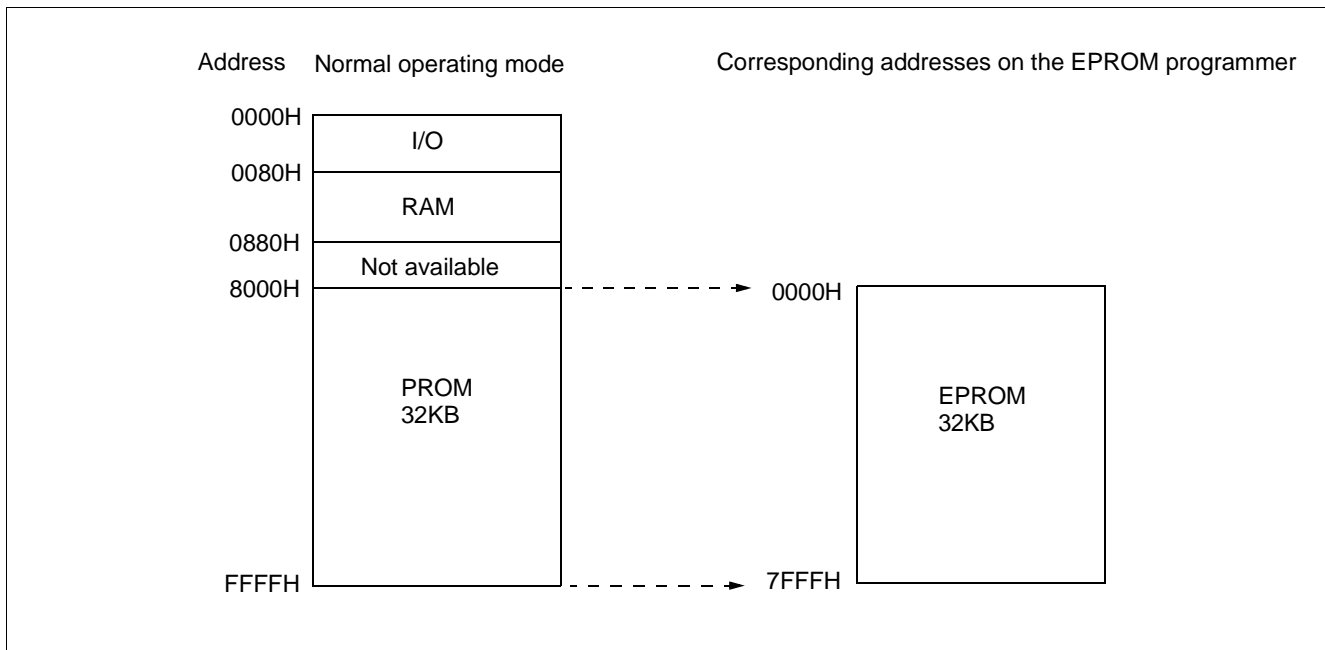 Address Normal operating mode Corresponding addresses on the EPROM programmer
0000H
I/O
0080H
RAM
0880H
Not available
8000H 0000H
PROM
32KB
EPROM
32KB
FFFFH 7FFFH